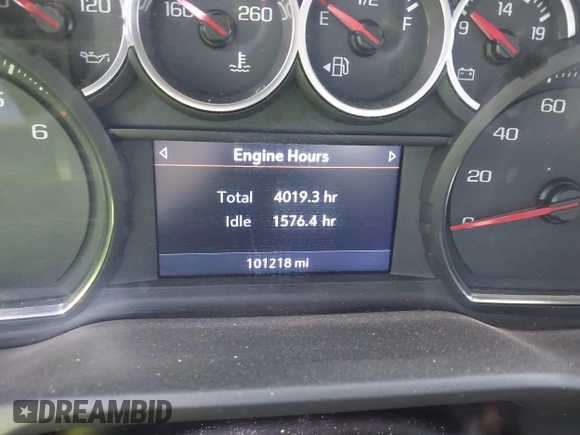 120
160 260
E 1/2 F
9 14 19
6
60
40
20
Engine Hours
Total 4019.3 hr
Idle 1576.4 hr
101218 mi
DREAMBID